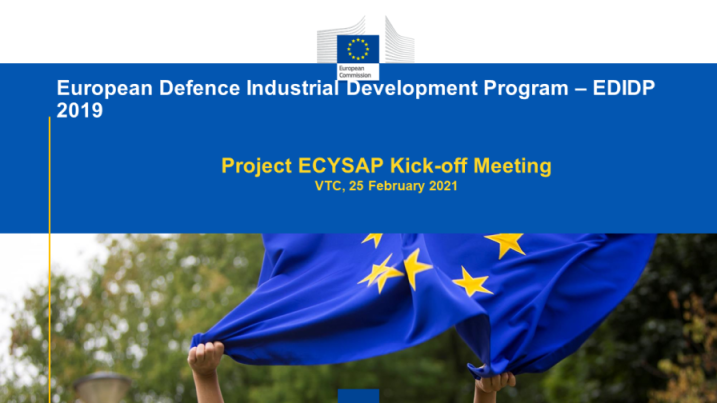 European
Commission
European Defence Industrial Development Program – EDIDP
2019
Project ECYSAP Kick-off Meeting
VTC, 25 February 2021